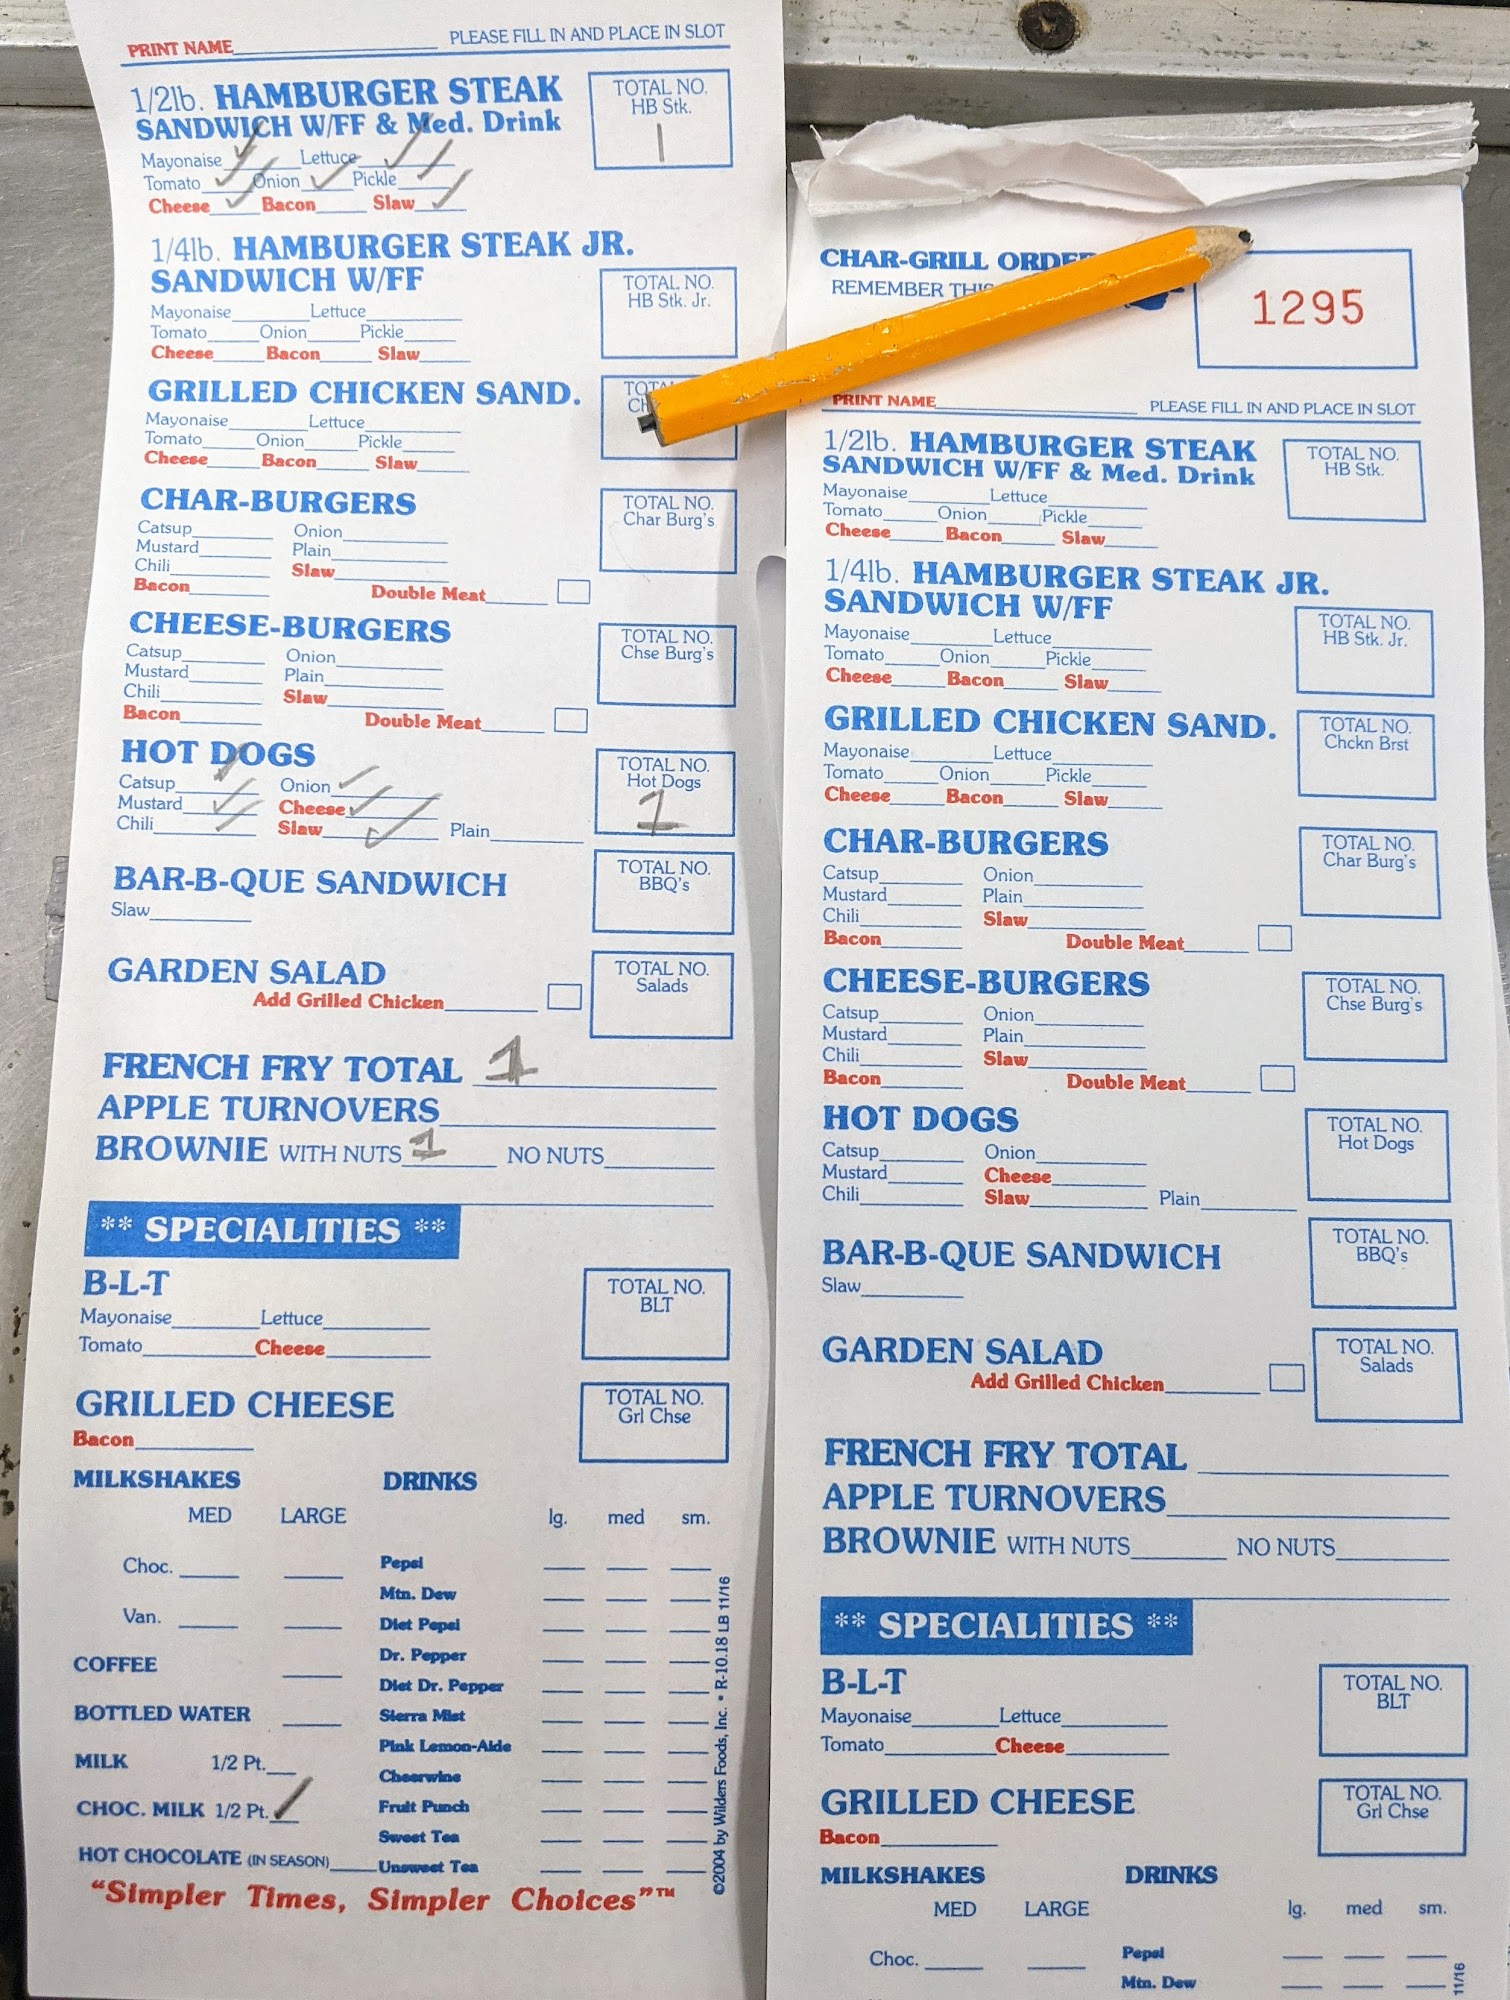 PRINT NAME PLEASE FILL IN AND PLACE IN SLOT
1/2lb. HAMBURGER STEAK
SANDWICH W/FF & Med. Drink
TOTAL NO.
HB Stk.
1
Mayonaise ✓ Lettuce ✓
Tomato ✓ Onion ✓ Pickle ✓
Cheese ✓ Bacon Slaw ✓
1/4lb. HAMBURGER STEAK JR.
SANDWICH W/FF
TOTAL NO.
HB Stk. Jr.
Mayonaise Lettuce
Tomato Onion Pickle
Cheese Bacon Slaw
GRILLED CHICKEN SAND.
Mayonaise Lettuce
Tomato Onion Pickle
Cheese Bacon Slaw
CHAR-BURGERS
TOTAL NO.
Char Burg's
Catsup Onion
Mustard Plain
Chili Slaw
Bacon Double Meat
CHEESE-BURGERS
TOTAL NO.
Chse Burg's
Catsup Onion
Mustard Plain
Chili Slaw
Bacon Double Meat
HOT DOGS
TOTAL NO.
Hot Dogs
1
Catsup ✓ Onion ✓
Mustard ✓ Cheese ✓
Chili ✓ Slaw ✓ Plain
BAR-B-QUE SANDWICH
TOTAL NO.
BBQ's
Slaw
GARDEN SALAD
Add Grilled Chicken
TOTAL NO.
Salads
FRENCH FRY TOTAL 1
APPLE TURNOVERS
BROWNIE WITH NUTS 1 NO NUTS
** SPECIALITIES **
B-L-T
TOTAL NO.
BLT
Mayonaise Lettuce
Tomato Cheese
GRILLED CHEESE
TOTAL NO.
Grl Chse
Bacon
MILKSHAKES
MED LARGE
Choc.
Van.
COFFEE
BOTTLED WATER
MILK 1/2 Pt.
CHOC. MILK 1/2 Pt. ✓
HOT CHOCOLATE (IN SEASON)
DRINKS
lg. med sm.
Pepsi
Mtn. Dew
Diet Pepsi
Dr. Pepper
Diet Dr. Pepper
Sierra Mist
Pink Lemon-Aide
Cheerwine
Fruit Punch
Sweet Tea
Unsweet Tea
"Simpler Times, Simpler Choices"™
©2004 by Wilders Foods, Inc. • R-10.18 LB 11/16
CHAR-GRILL ORDE
REMEMBER THIS
1295
PRINT NAME PLEASE FILL IN AND PLACE IN SLOT
1/2lb. HAMBURGER STEAK
SANDWICH W/FF & Med. Drink
TOTAL NO.
HB Stk.
Mayonaise Lettuce
Tomato Onion Pickle
Cheese Bacon Slaw
1/4lb. HAMBURGER STEAK JR.
SANDWICH W/FF
TOTAL NO.
HB Stk. Jr.
Mayonaise Lettuce
Tomato Onion Pickle
Cheese Bacon Slaw
GRILLED CHICKEN SAND.
TOTAL NO.
Chckn Brst
Mayonaise Lettuce
Tomato Onion Pickle
Cheese Bacon Slaw
CHAR-BURGERS
TOTAL NO.
Char Burg's
Catsup Onion
Mustard Plain
Chili Slaw
Bacon Double Meat
CHEESE-BURGERS
TOTAL NO.
Chse Burg's
Catsup Onion
Mustard Plain
Chili Slaw
Bacon Double Meat
HOT DOGS
TOTAL NO.
Hot Dogs
Catsup Onion
Mustard Cheese
Chili Slaw Plain
BAR-B-QUE SANDWICH
TOTAL NO.
BBQ's
Slaw
GARDEN SALAD
Add Grilled Chicken
TOTAL NO.
Salads
FRENCH FRY TOTAL
APPLE TURNOVERS
BROWNIE WITH NUTS NO NUTS
** SPECIALITIES **
B-L-T
TOTAL NO.
BLT
Mayonaise Lettuce
Tomato Cheese
GRILLED CHEESE
TOTAL NO.
Grl Chse
Bacon
MILKSHAKES
MED LARGE
Choc.
DRINKS
lg. med sm.
Pepsi
Mtn. Dew
11/16